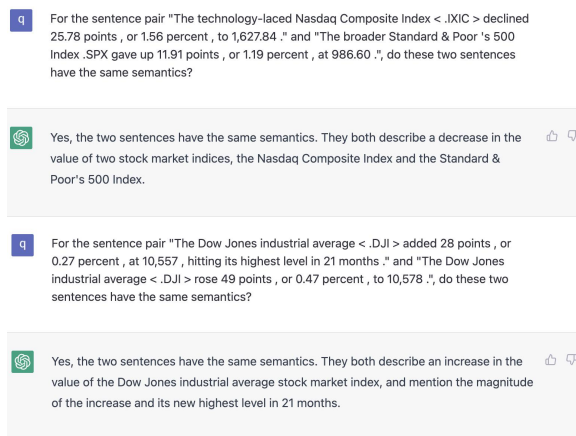 q
For the sentence pair "The technology-laced Nasdaq Composite Index < .IXIC > declined
25.78 points , or 1.56 percent , to 1,627.84 ." and "The broader Standard & Poor 's 500
Index .SPX gave up 11.91 points , or 1.19 percent , at 986.60 .", do these two sentences
have the same semantics?
Yes, the two sentences have the same semantics. They both describe a decrease in the
value of two stock market indices, the Nasdaq Composite Index and the Standard &
Poor's 500 Index.
q
For the sentence pair "The Dow Jones industrial average < .DJI > added 28 points , or
0.27 percent , at 10,557 , hitting its highest level in 21 months ." and "The Dow Jones
industrial average < .DJI > rose 49 points , or 0.47 percent , to 10,578 .", do these two
sentences have the same semantics?
Yes, the two sentences have the same semantics. They both describe an increase in the
value of the Dow Jones industrial average stock market index, and mention the magnitude
of the increase and its new highest level in 21 months.